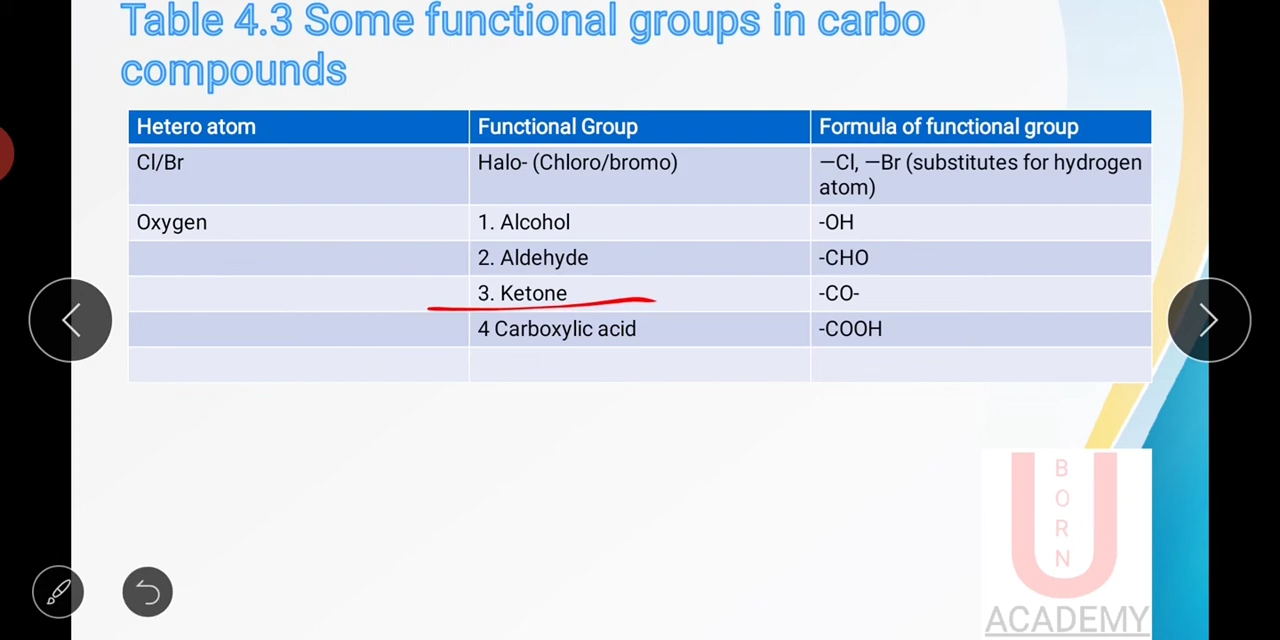 Table 4.3 Some functional groups in carbo
compounds
Hetero atom Functional Group Formula of functional group
Cl/Br Halo- (Chloro/bromo) —Cl, —Br (substitutes for hydrogen
atom)
Oxygen 1. Alcohol -OH
2. Aldehyde -CHO
3. Ketone -CO-
4 Carboxylic acid -COOH
U
BORN
ACADEMY